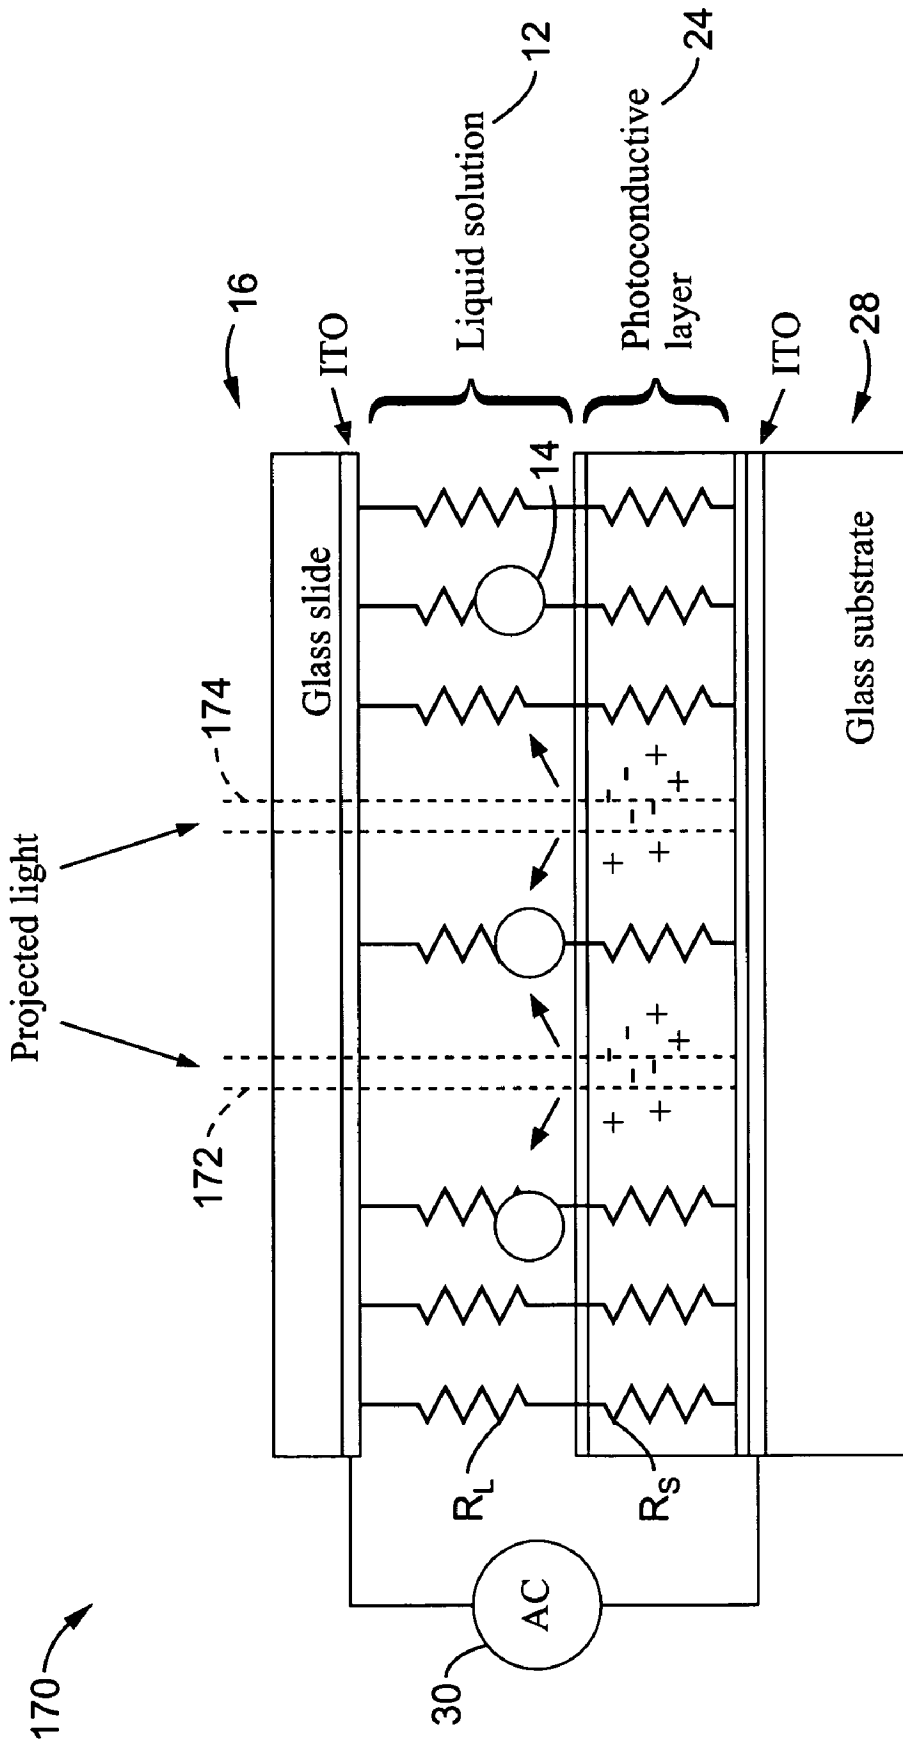 170
Projected light
172
174
16
Glass slide
ITO
Liquid solution
12
14
Photoconductive
layer
24
R_L
R_S
30
AC
ITO
28
Glass substrate
+ + - - - - + +
+ + - - - - + +